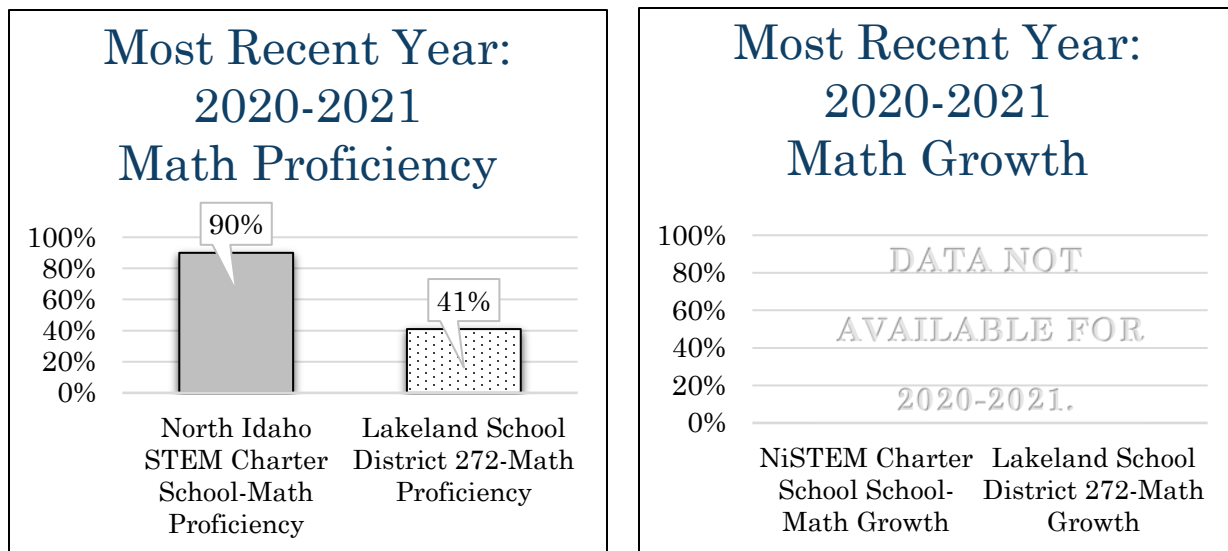 Most Recent Year:
2020-2021
Math Proficiency
90%
41%
100%
80%
60%
40%
20%
0%
North Idaho
STEM Charter
School-Math
Proficiency
Lakeland School
District 272-Math
Proficiency
Most Recent Year:
2020-2021
Math Growth
100%
80%
60%
40%
20%
0%
DATA NOT
AVAILABLE FOR
2020-2021.
NiSTEM Charter
School School-
Math Growth
Lakeland School
District 272-Math
Growth